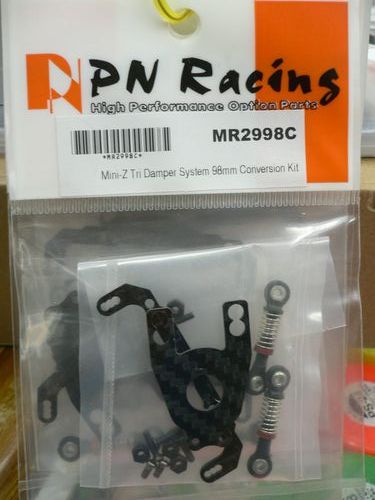 PN Racing
High Performance Option Parts
MR2998C
*MR2998C*
Mini-Z Tri Damper System 98mm Conversion Kit